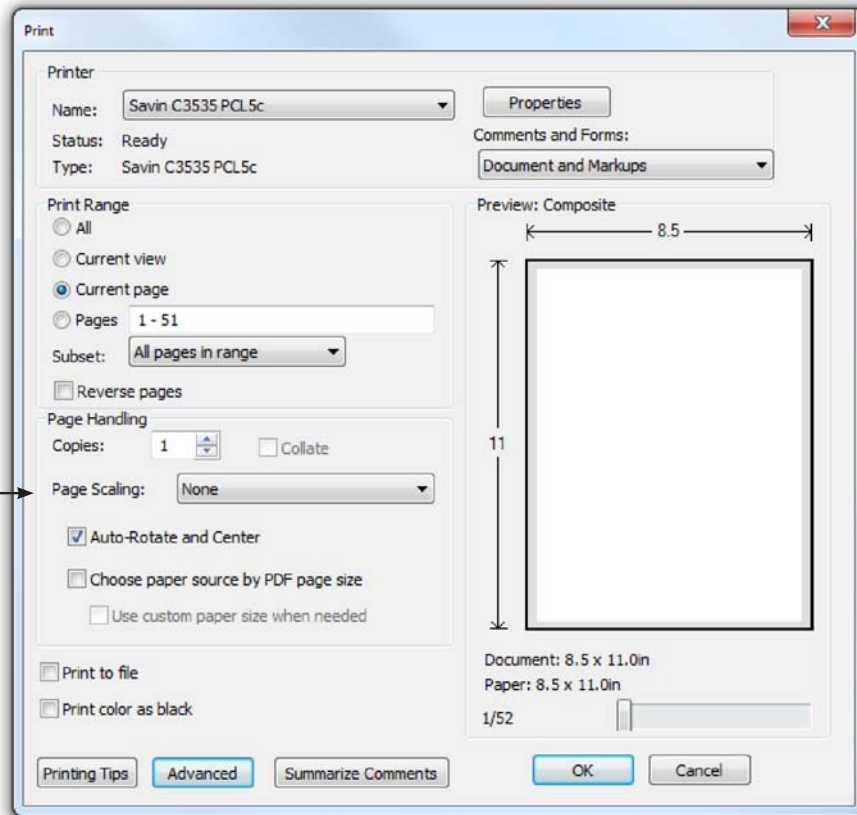 Print
Printer
Name: Savin C3535 PCL5c
Properties
Status: Ready
Comments and Forms:
Type: Savin C3535 PCL5c
Document and Markups
Print Range
All
Current view
Current page
Pages 1 - 51
Subset: All pages in range
Reverse pages
Page Handling
Copies: 1 Collate
Page Scaling: None
Auto-Rotate and Center
Choose paper source by PDF page size
Use custom paper size when needed
Print to file
Print color as black
Preview: Composite
8.5
11
Document: 8.5 x 11.0in
Paper: 8.5 x 11.0in
1/52
Printing Tips Advanced Summarize Comments OK Cancel